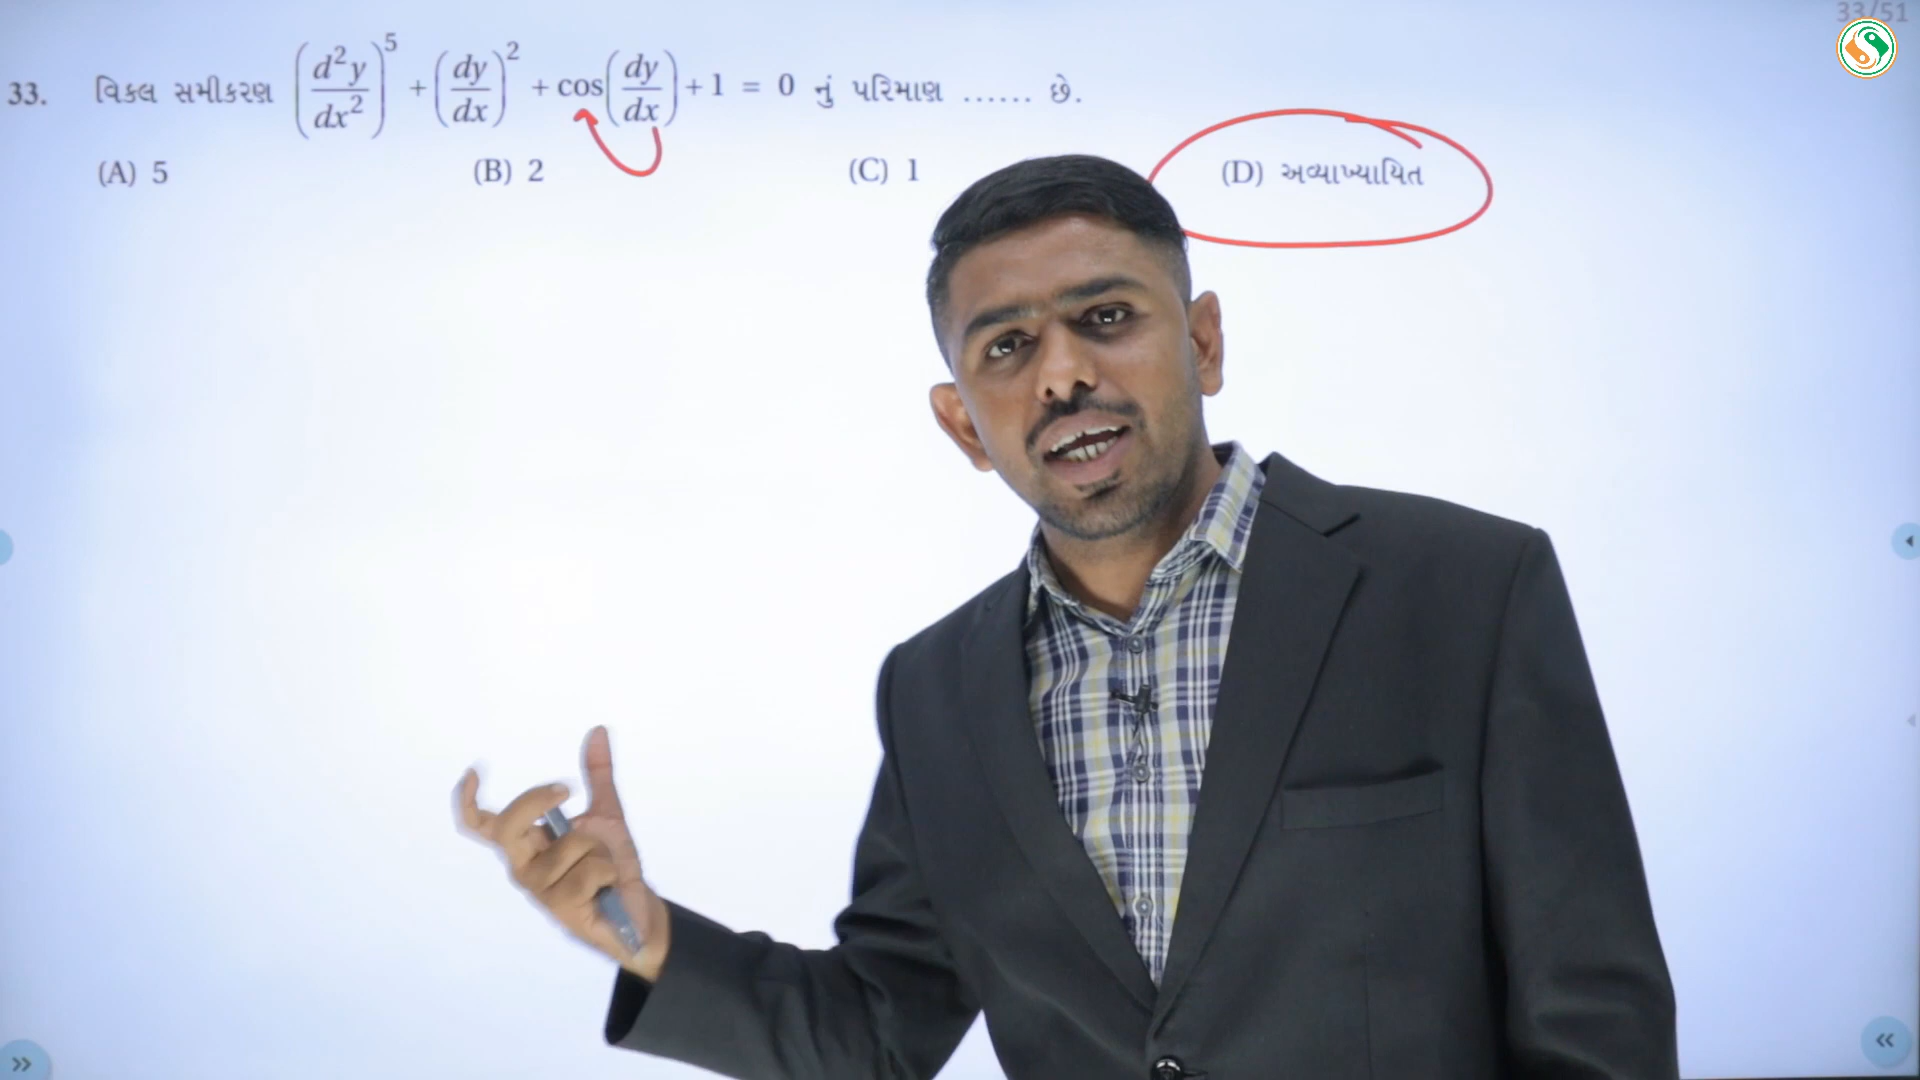 33/51
33. વિકલ સમીકરણ (d²y/dx²)⁵ + (dy/dx)² + cos(dy/dx) + 1 = 0 નું પરિમાણ ...... છે.
(A) 5 (B) 2 (C) 1 (D) અવ્યાખ્યાયિત